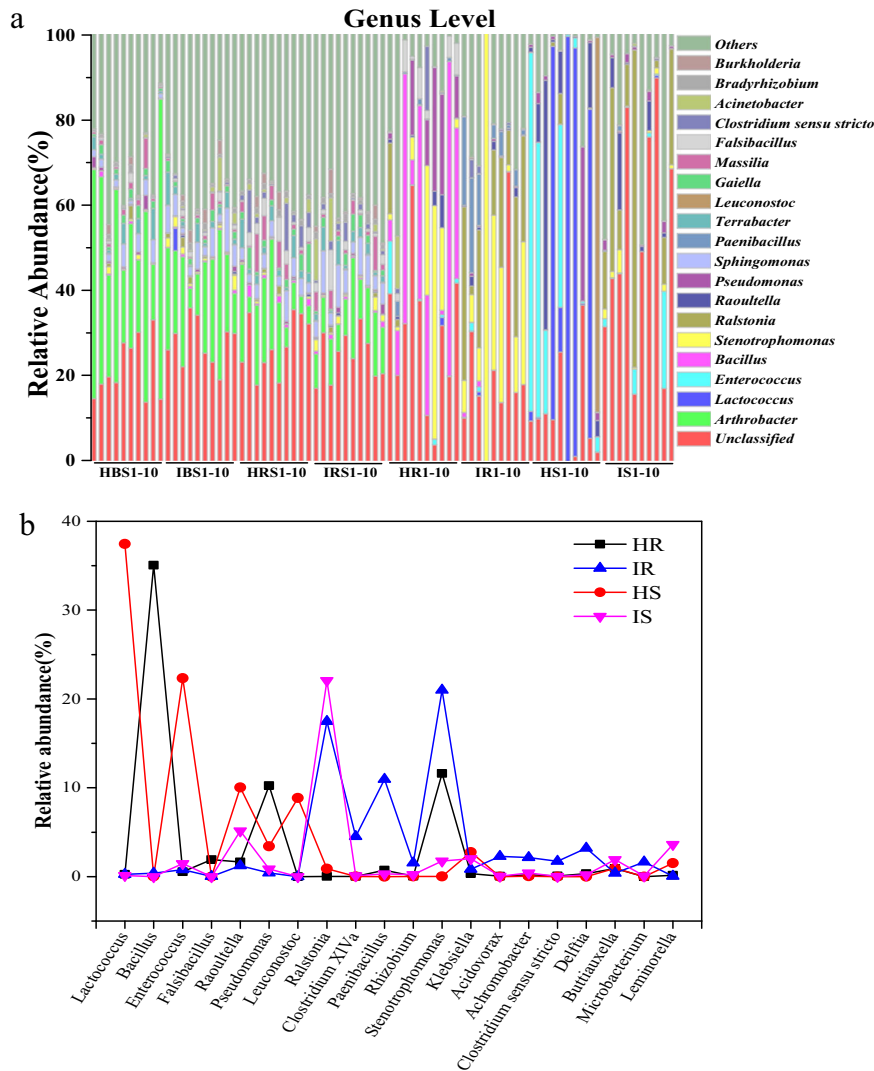 a
Genus Level
Relative Abundance(%)
100
80
60
40
20
0
HBS1-10
IBS1-10
HRS1-10
IRS1-10
HR1-10
IR1-10
HS1-10
IS1-10
Others
Burkholderia
Bradyrhizobium
Acinetobacter
Clostridium sensu stricto
Falsibacillus
Massilia
Gaiella
Leuconostoc
Terrabacter
Paenibacillus
Sphingomonas
Pseudomonas
Raoultella
Ralstonia
Stenotrophomonas
Bacillus
Enterococcus
Lactococcus
Arthrobacter
Unclassified
b
Relative abundance(%)
40
30
20
10
0
HR
IR
HS
IS
Lactococcus
Bacillus
Enterococcus
Falsibacillus
Raoultella
Pseudomonas
Leuconostoc
Ralstonia
Clostridium XIVa
Paenibacillus
Rhizobium
Stenotrophomonas
Klebsiella
Acidovorax
Achromobacter
Clostridium sensu stricto
Delftia
Buttiauxella
Microbacterium
Leminorella